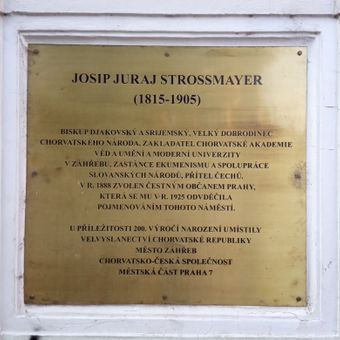 JOSIP JURAJ STROSSMAYER
(1815-1905)
BISKUP DJAKOVSKÝ A SRIJEMSKÝ, VELKÝ DOBRODINEC
CHORVATSKÉHO NÁRODA, ZAKLADATEL CHORVATSKÉ AKADEMIE
VĚD A UMĚNÍ A MODERNÍ UNIVERZITY
V ZÁHŘEBU, ZASTÁNCE EKUMENISMU A SPOLUPRÁCE
SLOVANSKÝCH NÁRODŮ, PŘÍTEL ČECHŮ.
V R. 1888 ZVOLEN ČESTNÝM OBČANEM PRAHY,
KTERÁ SE MU V R. 1925 ODVDĚČILA
POJMENOVÁNÍM TOHOTO NÁMĚSTÍ.
U PŘÍLEŽITOSTI 200. VÝROČÍ NAROZENÍ UMÍSTILY
VELVYSLANECTVÍ CHORVATSKÉ REPUBLIKY
MĚSTO ZÁHŘEB
CHORVATSKO-ČESKÁ SPOLEČNOST
MĚSTSKÁ ČÁST PRAHA 7